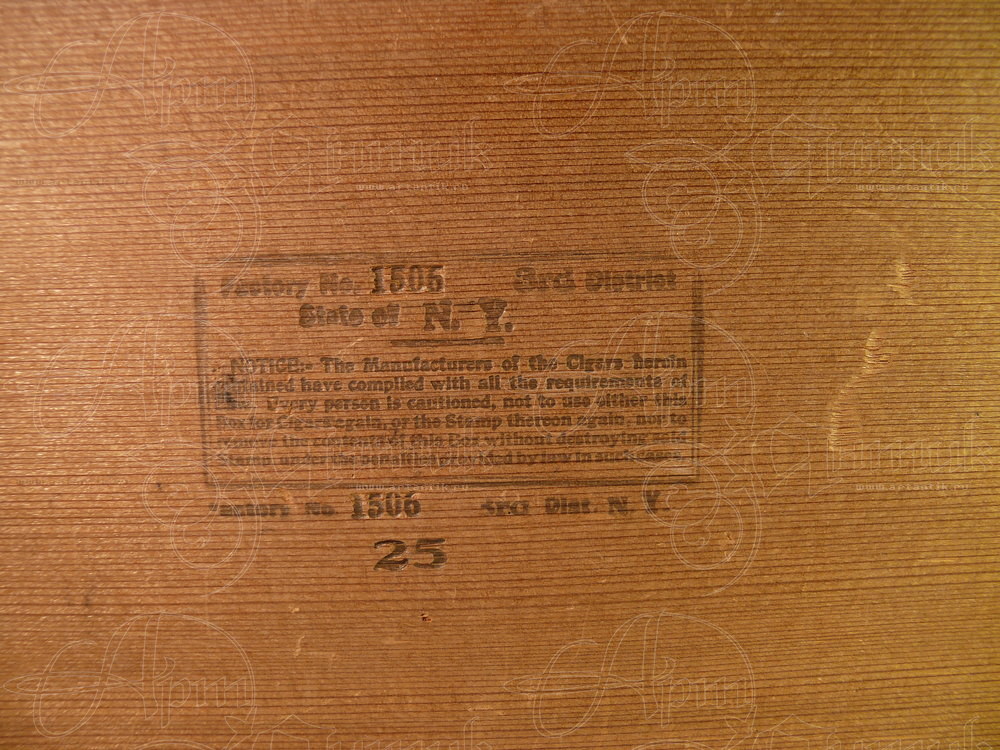 Factory No. 1506 3rd District
State of N. Y.
NOTICE:- The Manufacturers of the Cigars herein
contained have complied with all the requirements of
Every person is cautioned, not to use either this
Box for Cigars again, or the Stamp thereon again, nor to
remove the contents of this Box without destroying said
Stamp, under the penalties provided by law in such cases.
Factory No. 1506 3rd Dist. N. Y.
25